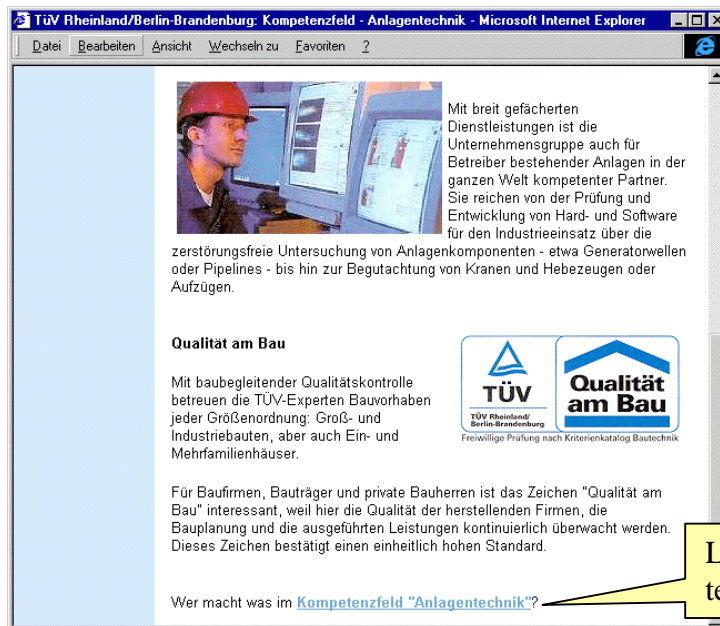 TüV Rheinland/Berlin-Brandenburg: Kompetenzfeld - Anlagentechnik - Microsoft Internet Explorer
Datei Bearbeiten Ansicht Wechseln zu Favoriten ?
Mit breit gefächerten
Dienstleistungen ist die
Unternehmensgruppe auch für
Betreiber bestehender Anlagen in der
ganzen Welt kompetenter Partner.
Sie reichen von der Prüfung und
Entwicklung von Hard- und Software
für den Industrieeinsatz über die
zerstörungsfreie Untersuchung von Anlagenkomponenten - etwa Generatorwellen
oder Pipelines - bis hin zur Begutachtung von Kranen und Hebezeugen oder
Aufzügen.
Qualität am Bau
Mit baubegleitender Qualitätskontrolle
betreuen die TÜV-Experten Bauvorhaben
jeder Größenordnung: Groß- und
Industriebauten, aber auch Ein- und
Mehrfamilienhäuser.
TÜV
TÜV Rheinland/
Berlin-Brandenburg
Qualität
am Bau
Freiwillige Prüfung nach Kriterienkatalog Bautechnik
Für Baufirmen, Bauträger und private Bauherren ist das Zeichen "Qualität am
Bau" interessant, weil hier die Qualität der herstellenden Firmen, die
Bauplanung und die ausgeführten Leistungen kontinuierlich überwacht werden.
Dieses Zeichen bestätigt einen einheitlich hohen Standard.
Wer macht was im Kompetenzfeld "Anlagentechnik"?